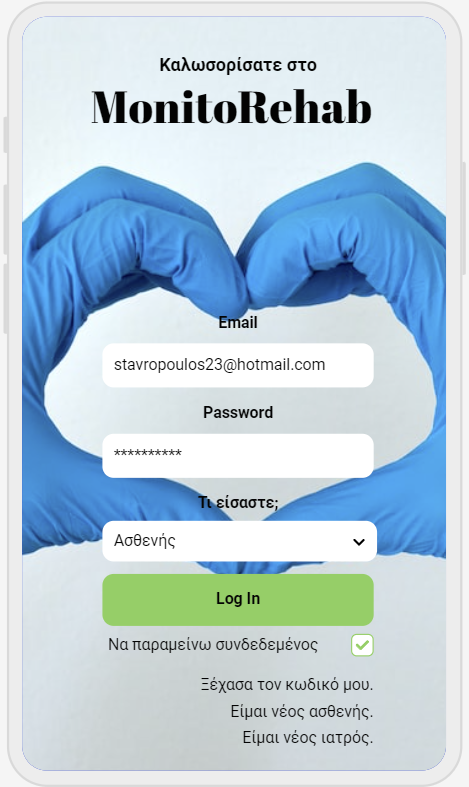 Καλωσορίσατε στο
MonitoRehab
Email
stavropoulos23@hotmail.com
Password
**********
Τι είσαστε;
Ασθενής
Log In
Να παραμείνω συνδεδεμένος
Ξέχασα τον κωδικό μου.
Είμαι νέος ασθενής.
Είμαι νέος ιατρός.